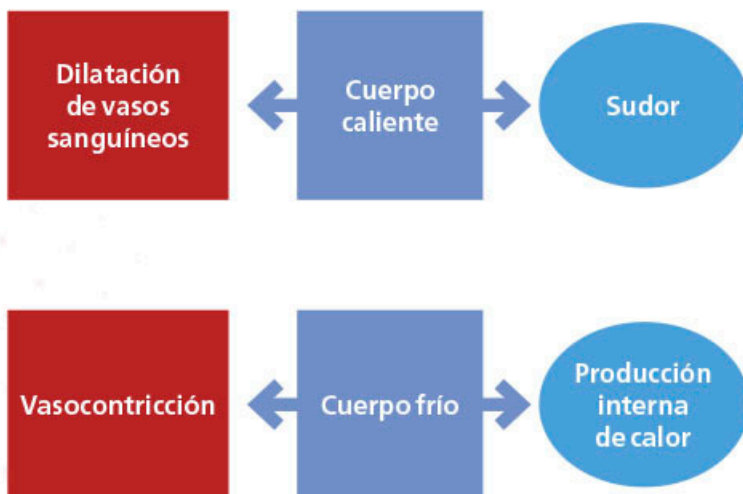 Dilatación
de vasos
sanguíneos
Cuerpo
caliente
Sudor
Vasocontricción
Cuerpo frío
Producción
interna
de calor